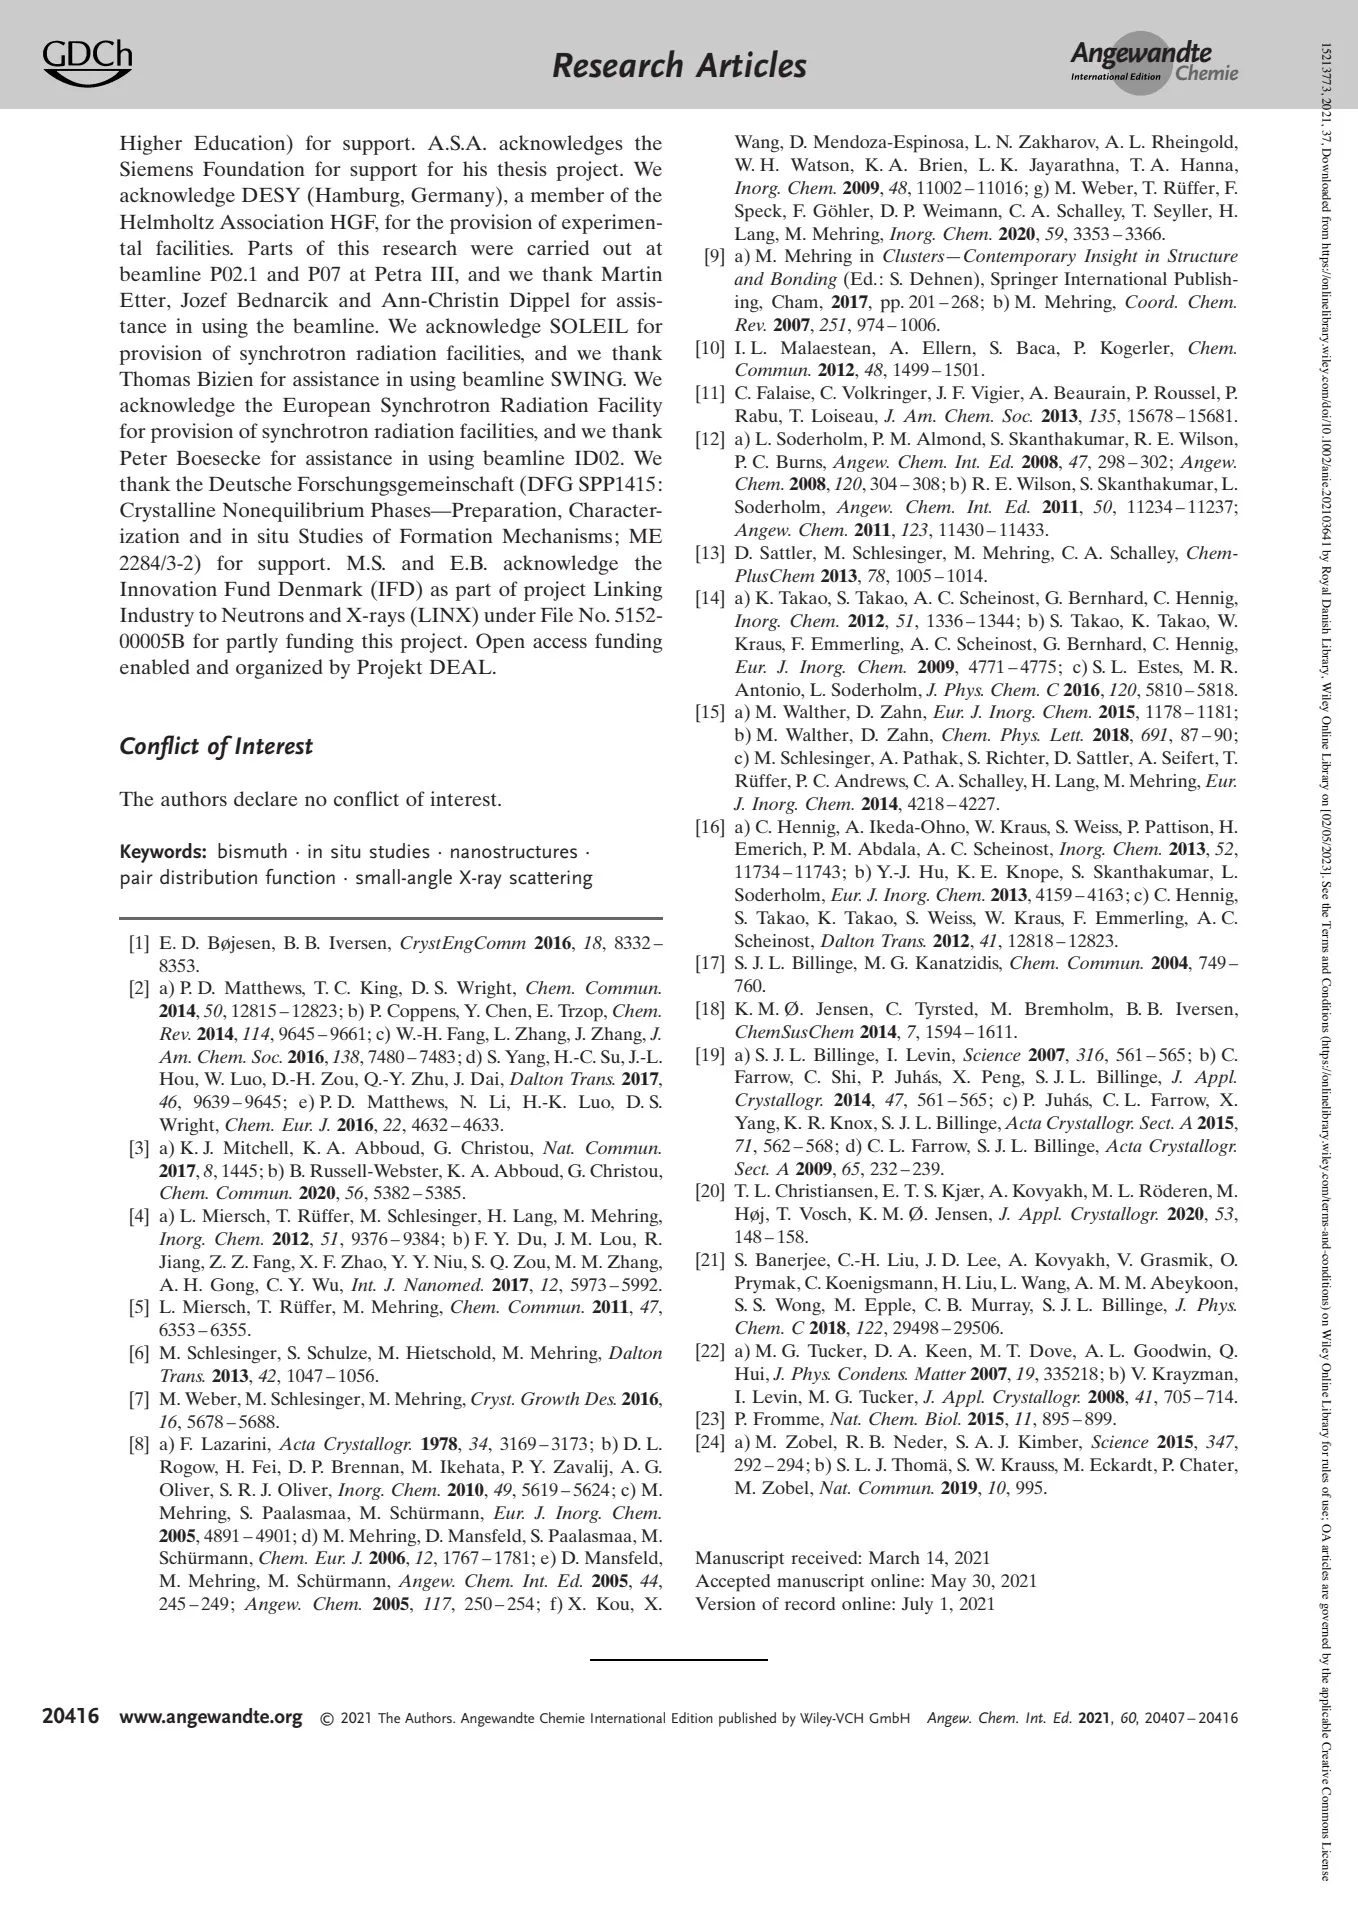 GDCh
Research Articles
Angewandte
International Edition Chemie
Higher Education) for support. A.S.A. acknowledges the
Siemens Foundation for support for his thesis project. We
acknowledge DESY (Hamburg, Germany), a member of the
Helmholtz Association HGF, for the provision of experimen-
tal facilities. Parts of this research were carried out at
beamline P02.1 and P07 at Petra III, and we thank Martin
Etter, Jozef Bednarcik and Ann-Christin Dippel for assis-
tance in using the beamline. We acknowledge SOLEIL for
provision of synchrotron radiation facilities, and we thank
Thomas Bizien for assistance in using beamline SWING. We
acknowledge the European Synchrotron Radiation Facility
for provision of synchrotron radiation facilities, and we thank
Peter Boesecke for assistance in using beamline ID02. We
thank the Deutsche Forschungsgemeinschaft (DFG SPP1415:
Crystalline Nonequilibrium Phases—Preparation, Character-
ization and in situ Studies of Formation Mechanisms; ME
2284/3-2) for support. M.S. and E.B. acknowledge the
Innovation Fund Denmark (IFD) as part of project Linking
Industry to Neutrons and X-rays (LINX) under File No. 5152-
00005B for partly funding this project. Open access funding
enabled and organized by Projekt DEAL.
Conflict of Interest
The authors declare no conflict of interest.
Keywords: bismuth · in situ studies · nanostructures ·
pair distribution function · small-angle X-ray scattering
[1] E. D. Bøjesen, B. B. Iversen, CrystEngComm 2016, 18, 8332–
8353.
[2] a) P. D. Matthews, T. C. King, D. S. Wright, Chem. Commun.
2014, 50, 12815–12823; b) P. Coppens, Y. Chen, E. Trzop, Chem.
Rev. 2014, 114, 9645–9661; c) W.-H. Fang, L. Zhang, J. Zhang, J.
Am. Chem. Soc. 2016, 138, 7480–7483; d) S. Yang, H.-C. Su, J.-L.
Hou, W. Luo, D.-H. Zou, Q.-Y. Zhu, J. Dai, Dalton Trans. 2017,
46, 9639–9645; e) P. D. Matthews, N. Li, H.-K. Luo, D. S.
Wright, Chem. Eur. J. 2016, 22, 4632–4633.
[3] a) K. J. Mitchell, K. A. Abboud, G. Christou, Nat. Commun.
2017, 8, 1445; b) B. Russell-Webster, K. A. Abboud, G. Christou,
Chem. Commun. 2020, 56, 5382–5385.
[4] a) L. Miersch, T. Rüffer, M. Schlesinger, H. Lang, M. Mehring,
Inorg. Chem. 2012, 51, 9376–9384; b) F. Y. Du, J. M. Lou, R.
Jiang, Z. Z. Fang, X. F. Zhao, Y. Y. Niu, S. Q. Zou, M. M. Zhang,
A. H. Gong, C. Y. Wu, Int. J. Nanomed. 2017, 12, 5973–5992.
[5] L. Miersch, T. Rüffer, M. Mehring, Chem. Commun. 2011, 47,
6353–6355.
[6] M. Schlesinger, S. Schulze, M. Hietschold, M. Mehring, Dalton
Trans. 2013, 42, 1047–1056.
[7] M. Weber, M. Schlesinger, M. Mehring, Cryst. Growth Des. 2016,
16, 5678–5688.
[8] a) F. Lazarini, Acta Crystallogr. 1978, 34, 3169–3173; b) D. L.
Rogow, H. Fei, D. P. Brennan, M. Ikehata, P. Y. Zavalij, A. G.
Oliver, S. R. J. Oliver, Inorg. Chem. 2010, 49, 5619–5624; c) M.
Mehring, S. Paalasmaa, M. Schürmann, Eur. J. Inorg. Chem.
2005, 4891–4901; d) M. Mehring, D. Mansfeld, S. Paalasmaa, M.
Schürmann, Chem. Eur. J. 2006, 12, 1767–1781; e) D. Mansfeld,
M. Mehring, M. Schürmann, Angew. Chem. Int. Ed. 2005, 44,
245–249; Angew. Chem. 2005, 117, 250–254; f) X. Kou, X.
Wang, D. Mendoza-Espinosa, L. N. Zakharov, A. L. Rheingold,
W. H. Watson, K. A. Brien, L. K. Jayarathna, T. A. Hanna,
Inorg. Chem. 2009, 48, 11002–11016; g) M. Weber, T. Rüffer, F.
Speck, F. Göhler, D. P. Weimann, C. A. Schalley, T. Seyller, H.
Lang, M. Mehring, Inorg. Chem. 2020, 59, 3353–3366.
[9] a) M. Mehring in Clusters—Contemporary Insight in Structure
and Bonding (Ed.: S. Dehnen), Springer International Publish-
ing, Cham, 2017, pp. 201–268; b) M. Mehring, Coord. Chem.
Rev. 2007, 251, 974–1006.
[10] I. L. Malaestean, A. Ellern, S. Baca, P. Kogerler, Chem.
Commun. 2012, 48, 1499–1501.
[11] C. Falaise, C. Volkringer, J. F. Vigier, A. Beaurain, P. Roussel, P.
Rabu, T. Loiseau, J. Am. Chem. Soc. 2013, 135, 15678–15681.
[12] a) L. Soderholm, P. M. Almond, S. Skanthakumar, R. E. Wilson,
P. C. Burns, Angew. Chem. Int. Ed. 2008, 47, 298–302; Angew.
Chem. 2008, 120, 304–308; b) R. E. Wilson, S. Skanthakumar, L.
Soderholm, Angew. Chem. Int. Ed. 2011, 50, 11234–11237;
Angew. Chem. 2011, 123, 11430–11433.
[13] D. Sattler, M. Schlesinger, M. Mehring, C. A. Schalley, Chem-
PlusChem 2013, 78, 1005–1014.
[14] a) K. Takao, S. Takao, A. C. Scheinost, G. Bernhard, C. Hennig,
Inorg. Chem. 2012, 51, 1336–1344; b) S. Takao, K. Takao, W.
Kraus, F. Emmerling, A. C. Scheinost, G. Bernhard, C. Hennig,
Eur. J. Inorg. Chem. 2009, 4771–4775; c) S. L. Estes, M. R.
Antonio, L. Soderholm, J. Phys. Chem. C 2016, 120, 5810–5818.
[15] a) M. Walther, D. Zahn, Eur. J. Inorg. Chem. 2015, 1178–1181;
b) M. Walther, D. Zahn, Chem. Phys. Lett. 2018, 691, 87–90;
c) M. Schlesinger, A. Pathak, S. Richter, D. Sattler, A. Seifert, T.
Rüffer, P. C. Andrews, C. A. Schalley, H. Lang, M. Mehring, Eur.
J. Inorg. Chem. 2014, 4218–4227.
[16] a) C. Hennig, A. Ikeda-Ohno, W. Kraus, S. Weiss, P. Pattison, H.
Emerich, P. M. Abdala, A. C. Scheinost, Inorg. Chem. 2013, 52,
11734–11743; b) Y.-J. Hu, K. E. Knope, S. Skanthakumar, L.
Soderholm, Eur. J. Inorg. Chem. 2013, 4159–4163; c) C. Hennig,
S. Takao, K. Takao, S. Weiss, W. Kraus, F. Emmerling, A. C.
Scheinost, Dalton Trans. 2012, 41, 12818–12823.
[17] S. J. L. Billinge, M. G. Kanatzidis, Chem. Commun. 2004, 749–
760.
[18] K. M. Ø. Jensen, C. Tyrsted, M. Bremholm, B. B. Iversen,
ChemSusChem 2014, 7, 1594–1611.
[19] a) S. J. L. Billinge, I. Levin, Science 2007, 316, 561–565; b) C.
Farrow, C. Shi, P. Juhás, X. Peng, S. J. L. Billinge, J. Appl.
Crystallogr. 2014, 47, 561–565; c) P. Juhás, C. L. Farrow, X.
Yang, K. R. Knox, S. J. L. Billinge, Acta Crystallogr. Sect. A 2015,
71, 562–568; d) C. L. Farrow, S. J. L. Billinge, Acta Crystallogr.
Sect. A 2009, 65, 232–239.
[20] T. L. Christiansen, E. T. S. Kjær, A. Kovyakh, M. L. Röderen, M.
Høj, T. Vosch, K. M. Ø. Jensen, J. Appl. Crystallogr. 2020, 53,
148–158.
[21] S. Banerjee, C.-H. Liu, J. D. Lee, A. Kovyakh, V. Grasmik, O.
Prymak, C. Koenigsmann, H. Liu, L. Wang, A. M. M. Abeykoon,
S. S. Wong, M. Epple, C. B. Murray, S. J. L. Billinge, J. Phys.
Chem. C 2018, 122, 29498–29506.
[22] a) M. G. Tucker, D. A. Keen, M. T. Dove, A. L. Goodwin, Q.
Hui, J. Phys. Condens. Matter 2007, 19, 335218; b) V. Krayzman,
I. Levin, M. G. Tucker, J. Appl. Crystallogr. 2008, 41, 705–714.
[23] P. Fromme, Nat. Chem. Biol. 2015, 11, 895–899.
[24] a) M. Zobel, R. B. Neder, S. A. J. Kimber, Science 2015, 347,
292–294; b) S. L. J. Thomä, S. W. Krauss, M. Eckardt, P. Chater,
M. Zobel, Nat. Commun. 2019, 10, 995.
Manuscript received: March 14, 2021
Accepted manuscript online: May 30, 2021
Version of record online: July 1, 2021
20416 www.angewandte.org © 2021 The Authors. Angewandte Chemie International Edition published by Wiley-VCH GmbH Angew. Chem. Int. Ed. 2021, 60, 20407–20416
15213773, 2021, 37, Downloaded from https://onlinelibrary.wiley.com/doi/10.1002/anie.202103641 by Royal Danish Library, Wiley Online Library on [02/05/2023]. See the Terms and Conditions (https://onlinelibrary.wiley.com/terms-and-conditions) on Wiley Online Library for rules of use; OA articles are governed by the applicable Creative Commons License